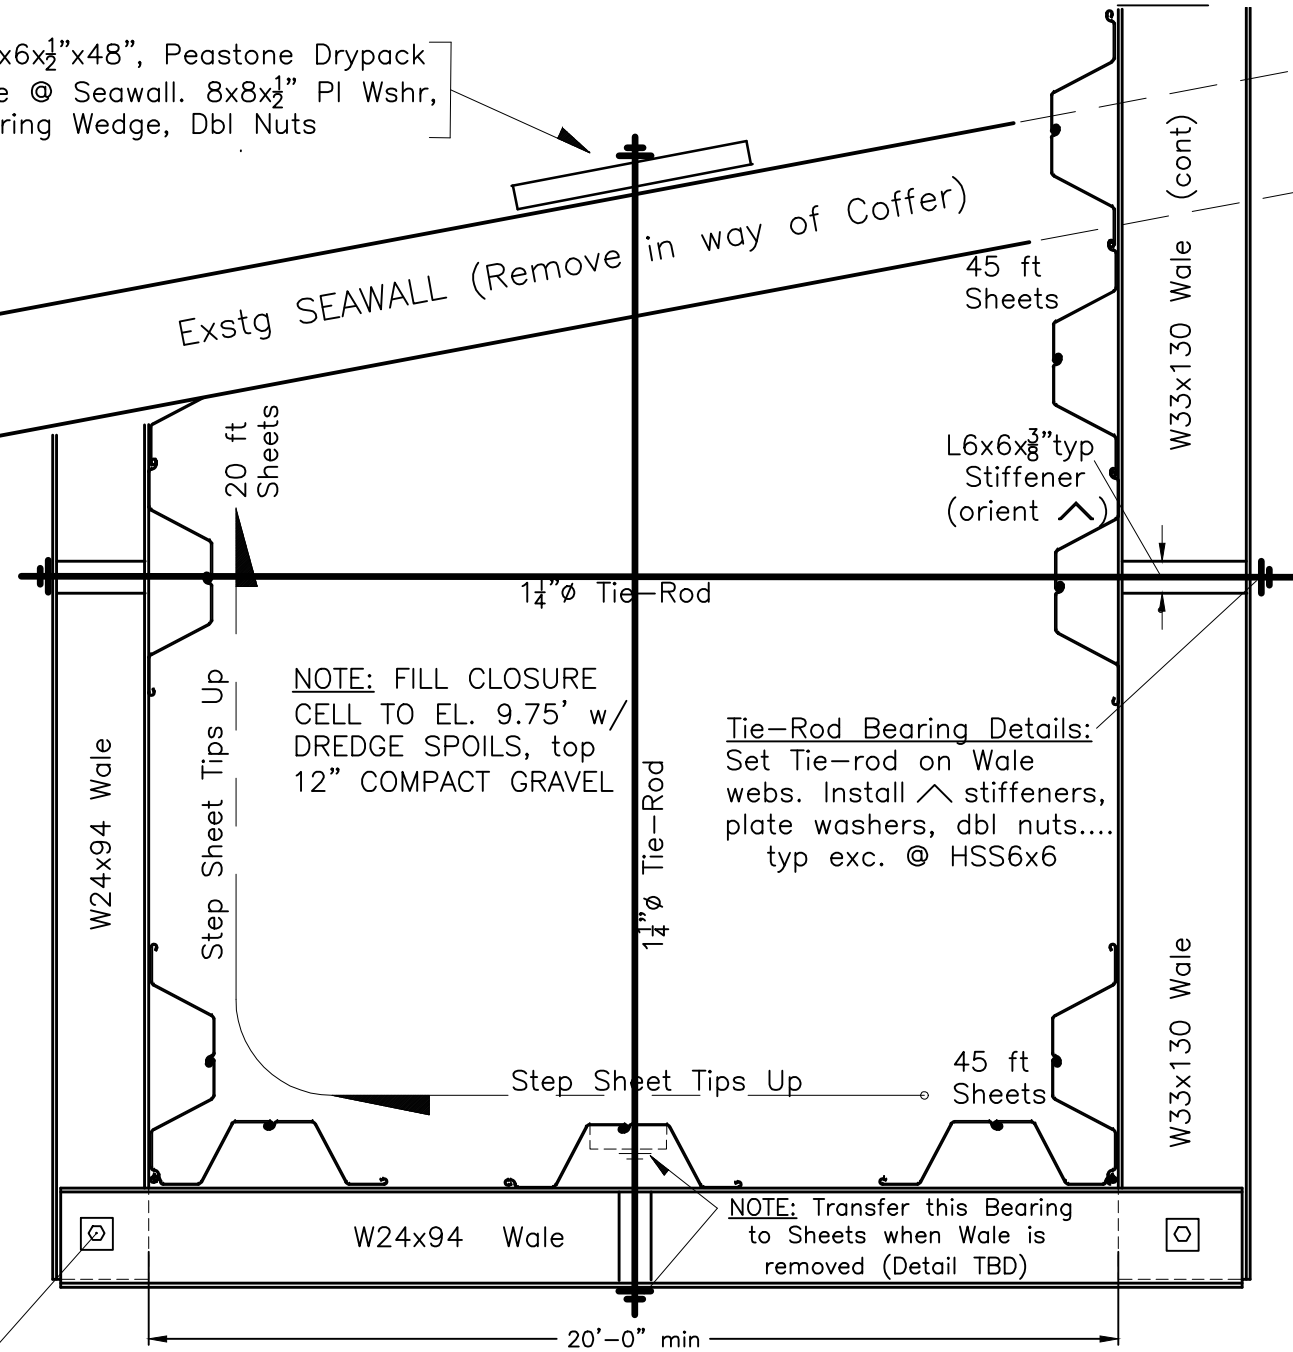 x6x½”x48”, Peastone Drypack
e @ Seawall. 8x8x½” Pl Wshr,
ring Wedge, Dbl Nuts
Exstg SEAWALL (Remove in way of Coffer)
45 ft
Sheets
W33x130 Wale (cont)
20 ft
Sheets
L6x6x⅜”typ
Stiffener
(orient ^)
1¼”ø Tie-Rod
Step Sheet Tips Up
NOTE: FILL CLOSURE
CELL TO EL. 9.75’ w/
DREDGE SPOILS, top
12” COMPACT GRAVEL
Tie-Rod Bearing Details:
Set Tie-rod on Wale
webs. Install ^ stiffeners,
plate washers, dbl nuts....
typ exc. @ HSS6x6
W24x94 Wale
1¼”ø Tie-Rod
W33x130 Wale
45 ft
Sheets
Step Sheet Tips Up
W24x94 Wale
NOTE: Transfer this Bearing
to Sheets when Wale is
removed (Detail TBD)
20’-0” min